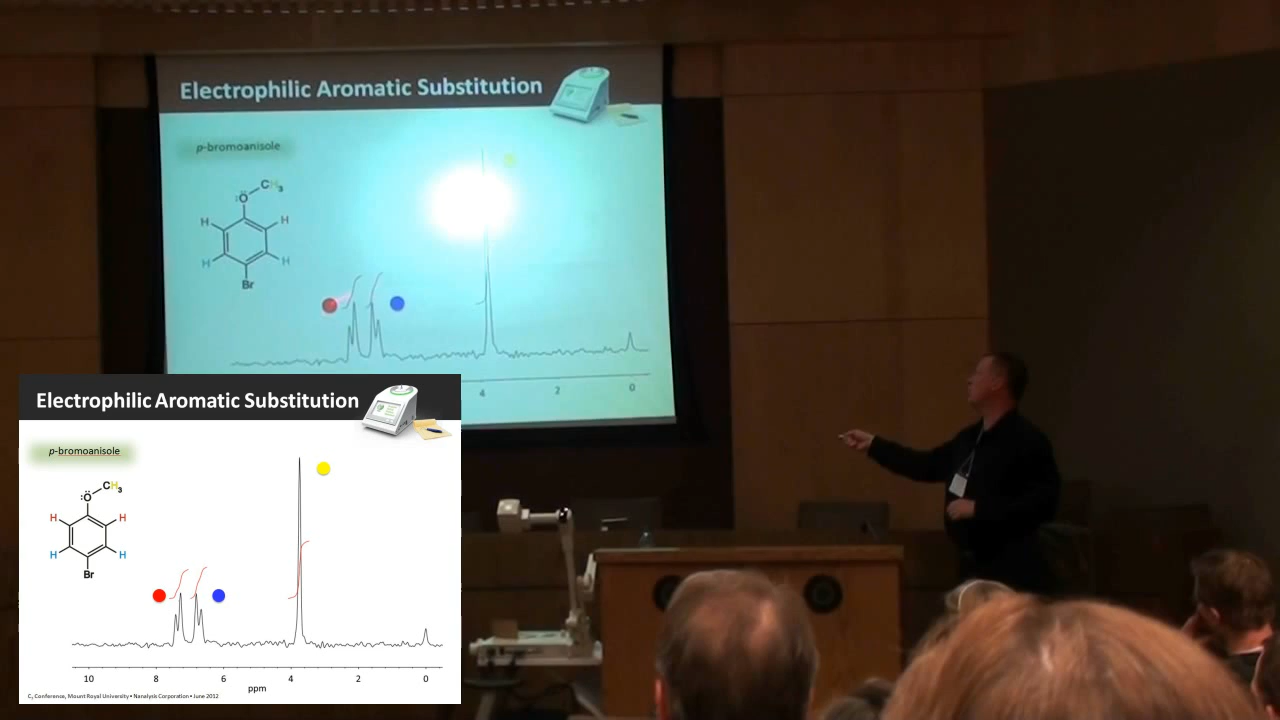 Electrophilic Aromatic Substitution
p-bromoanisole
CH3
:O
H H
H H
Br
4 2 0
Electrophilic Aromatic Substitution
p-bromoanisole
CH3
:O
H H
H H
Br
10 8 6 4 2 0
ppm
C3 Conference, Mount Royal University • Nanalysis Corporation • June 2012